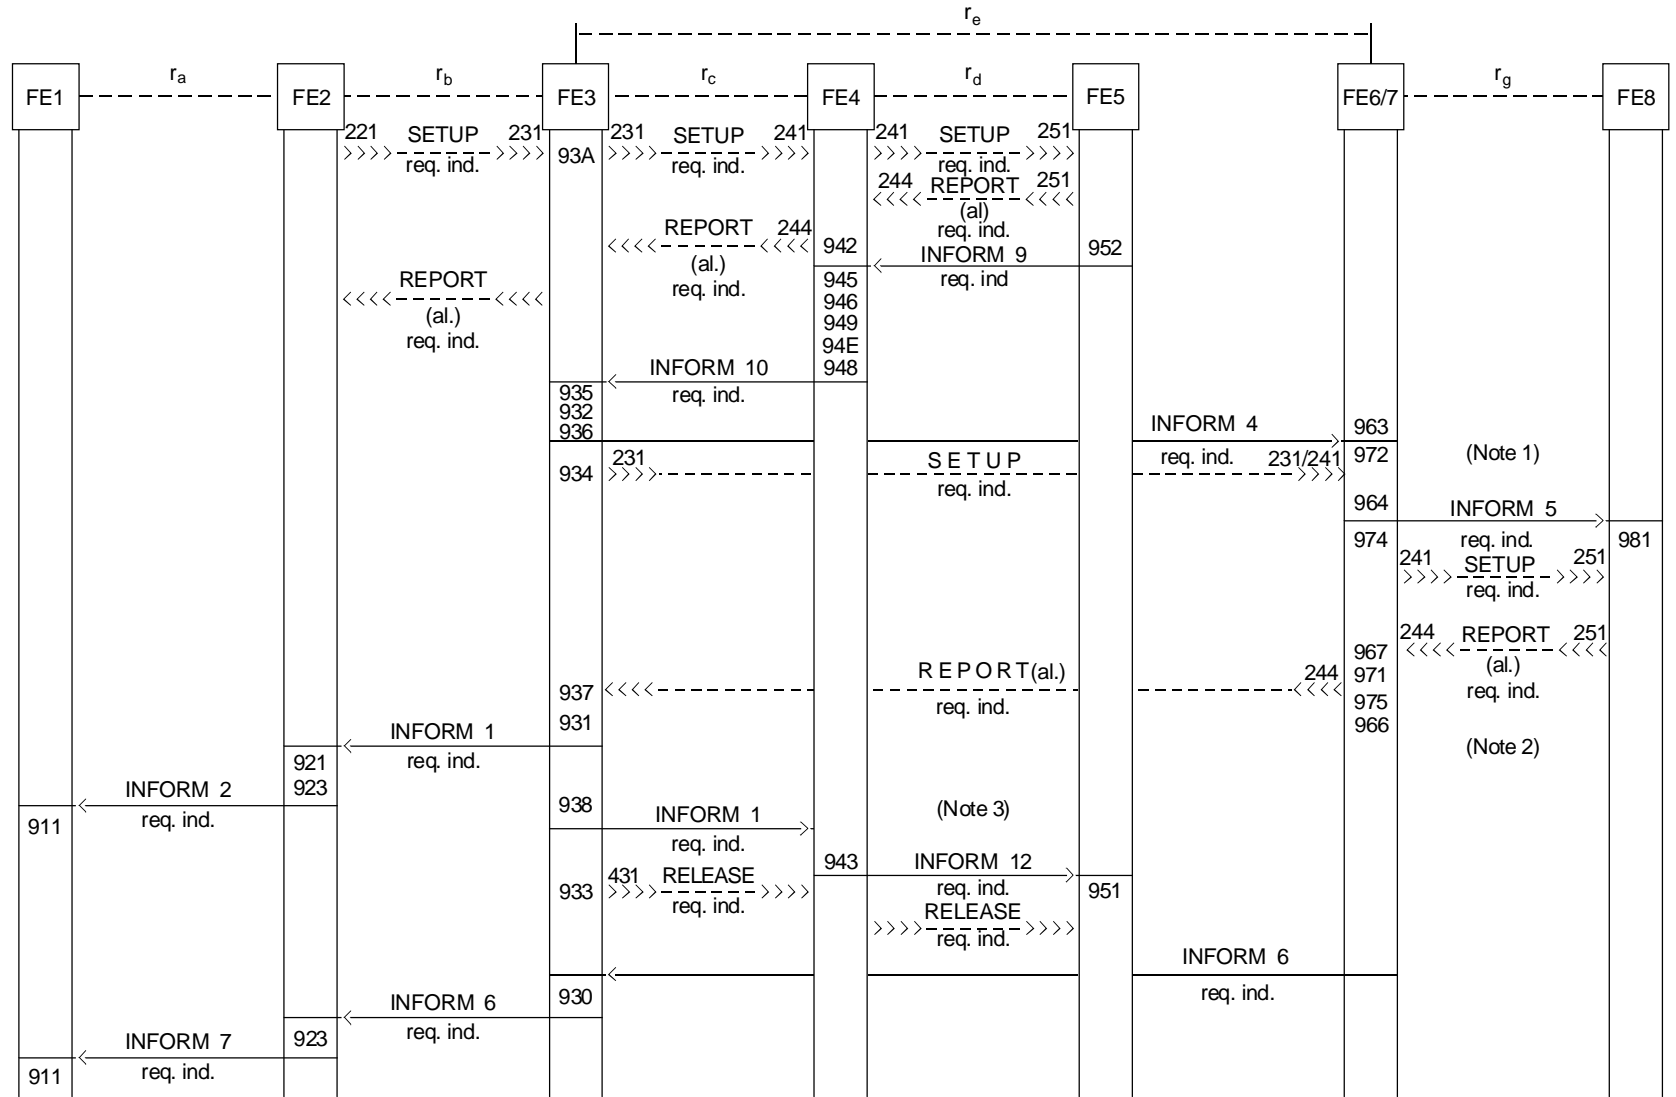 re
ra rb rc rd rg
FE1 FE2 FE3 FE4 FE5 FE6/7 FE8
221 SETUP 231 231 SETUP 241 241 SETUP 251
req. ind. 93A req. ind. req. ind.
244 REPORT 251
(al)
req. ind.
REPORT 244 942 952
INFORM 9
(al.) req. ind
req. ind. 945
REPORT 946
(al.) 949
req. ind. 94E
INFORM 10 948
935 req. ind.
932
936 INFORM 4 963
231 SETUP req. ind. 231/241 972 (Note 1)
934 req. ind.
964 INFORM 5
974 req. ind. 981
241 SETUP 251
req. ind.
244 REPORT 251
967 (al.)
REPORT(al.) 244 971 req. ind.
937 req. ind. 975
931 966
INFORM 1 (Note 2)
req. ind.
921
INFORM 2 923
req. ind. 938 (Note 3)
911 INFORM 1
req. ind.
943 INFORM 12
431 RELEASE req. ind. 951
933 req. ind.
RELEASE
req. ind.
INFORM 6
req. ind.
INFORM 6 930
req. ind.
INFORM 7 923
req. ind.
911